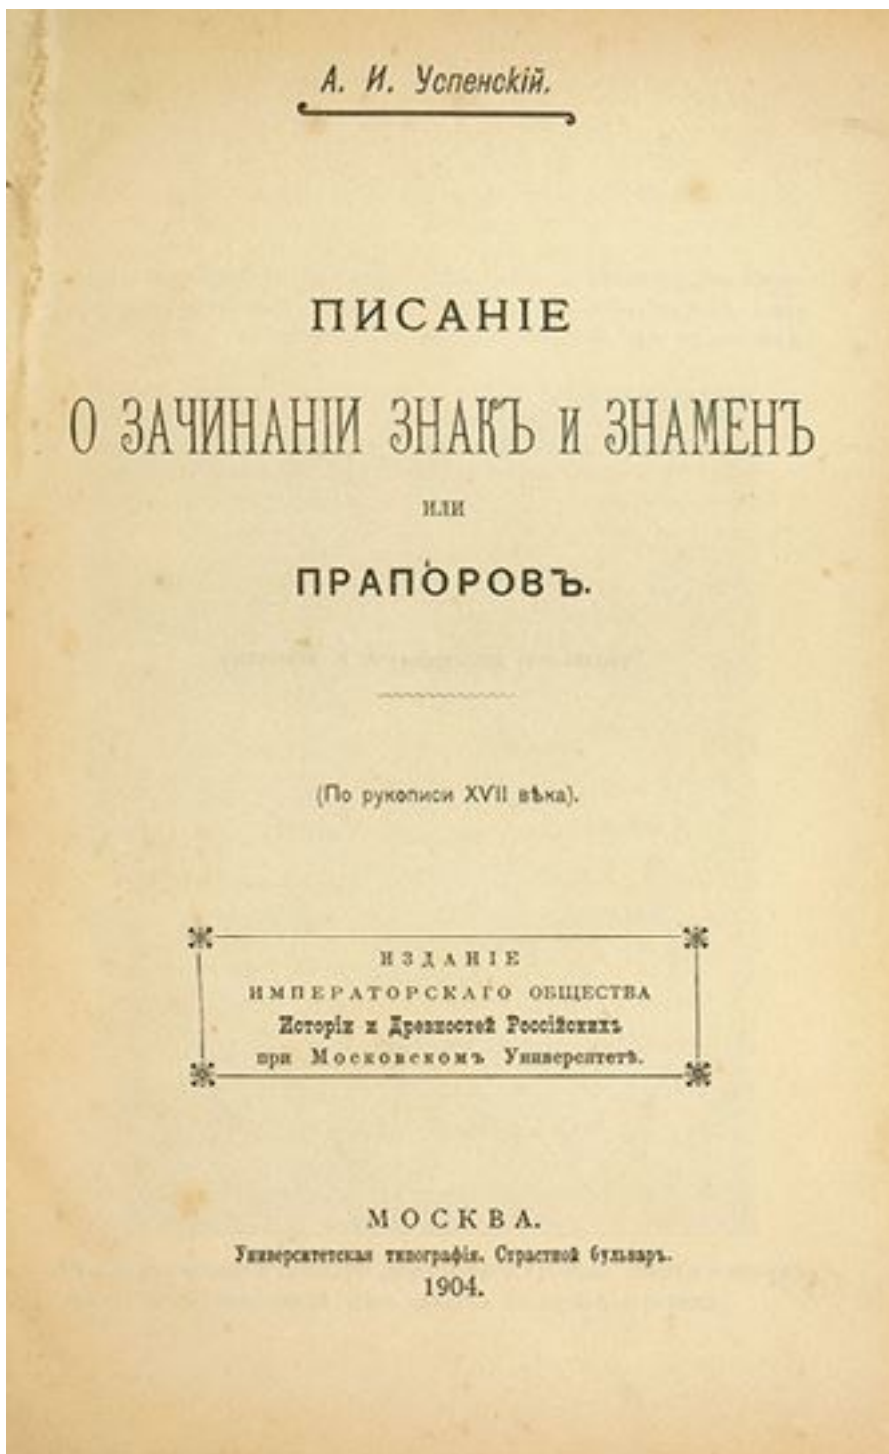 А. И. Успенскій.
ПИСАНІЕ
О ЗАЧИНАНІИ ЗНАКЪ и ЗНАМЕНЪ
ИЛИ
ПРАПОРОВЪ.
(По рукописи XVII вѣка).
ИЗДАНІЕ
ИМПЕРАТОРСКАГО ОБЩЕСТВА
Исторіи и Древностей Россійскихъ
при Московскомъ Университетѣ.
МОСКВА.
Университетская типографія. Страстной бульваръ.
1904.